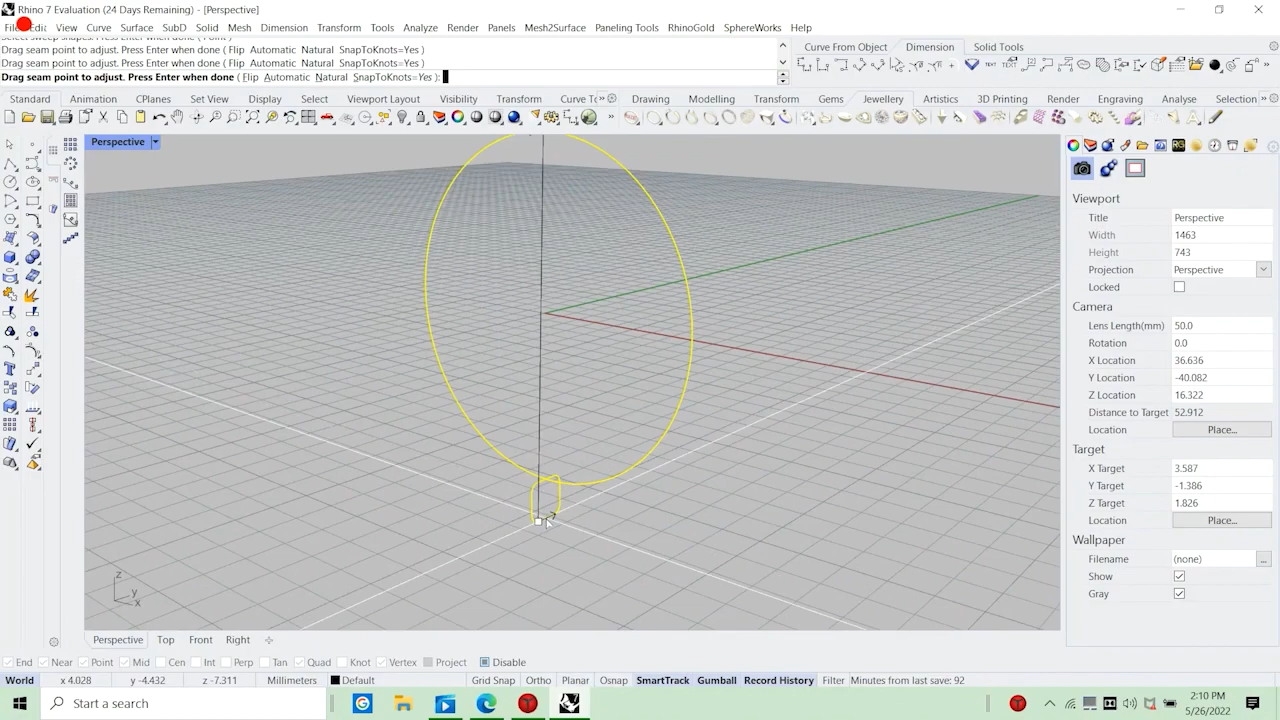 Rhino 7 Evaluation (24 Days Remaining) - [Perspective]
File Edit View Curve Surface SubD Solid Mesh Dimension Transform Tools Analyze Render Panels Mesh2Surface Paneling Tools RhinoGold SphereWorks Help
Select sweep shapes. Press Enter when done
Drag seam point to adjust. Press Enter when done ( Flip Automatic Natural SnapToKnots=Yes )
Drag seam point to adjust. Press Enter when done ( Flip Automatic Natural SnapToKnots=Yes )
Drag seam point to adjust. Press Enter when done ( Flip Automatic Natural SnapToKnots=Yes ):
Curve From Object Dimension Solid Tools
Standard Animation CPlanes Set View Display Select Viewport Layout Visibility Transform Curve To Drawing Modelling Transform Gems Jewellery Artistics 3D Printing Render Engraving Analyse Selection
Perspective
Viewport
Title Perspective
Width 1463
Height 743
Projection Perspective
Locked
Camera
Lens Length(mm) 50.0
Rotation 0.0
X Location 36.636
Y Location -40.082
Z Location 16.322
Distance to Target 52.912
Location Place...
Target
X Target 3.587
Y Target -1.386
Z Target 1.826
Location Place...
Wallpaper
Filename (none) ...
Show
Gray
z
y
x
Perspective Top Front Right
End Near Point Mid Cen Int Perp Tan Quad Knot Vertex Project Disable
World x 4.028 y -4.432 z -7.311 Millimeters Default Grid Snap Ortho Planar Osnap SmartTrack Gumball Record History Filter Minutes from last save: 92
Search 2:10 PM
5/26/2022